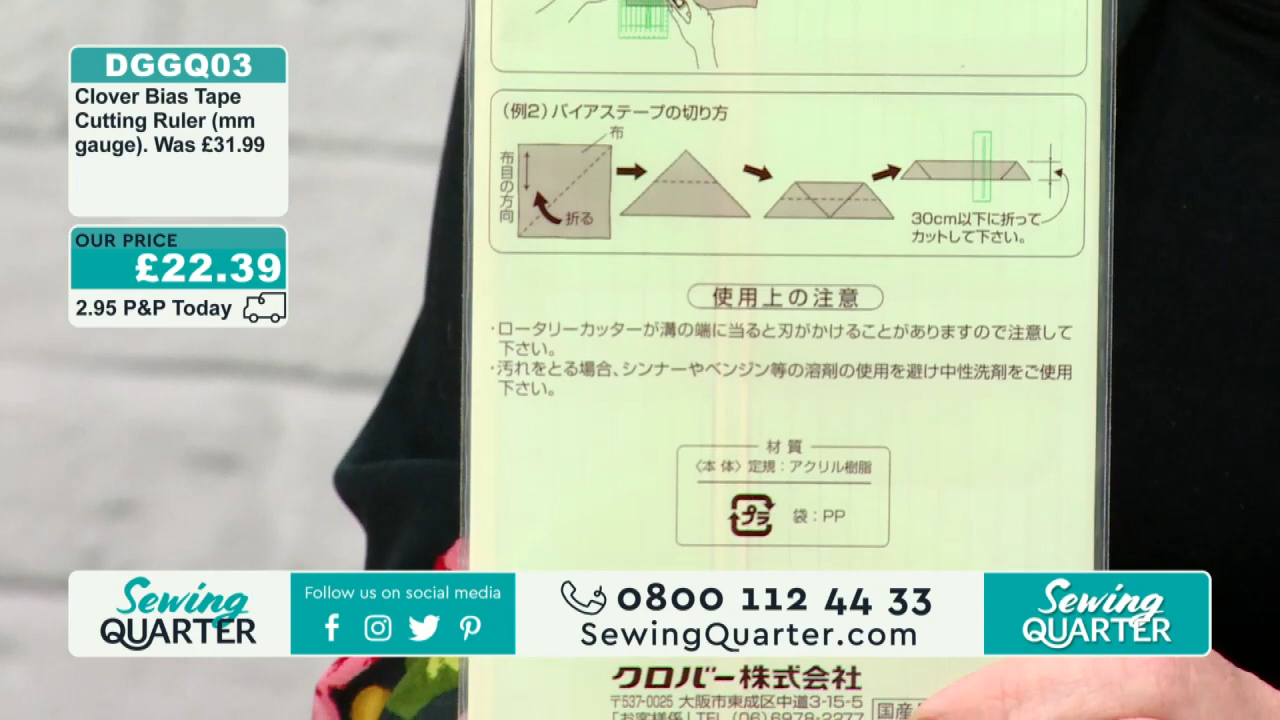 DGGQ03
Clover Bias Tape
Cutting Ruler (mm
gauge). Was £31.99
OUR PRICE
£22.39
2.95 P&P Today
(例2)バイアステープの切り方
布
布目の方向
折る
30cm以下に折って
カットして下さい。
使用上の注意
・ロータリーカッターが溝の端に当ると刃がかけることがありますので注意して
下さい。
・汚れをとる場合、シンナーやベンジン等の溶剤の使用を避け中性洗剤をご使用
下さい。
材質
〈本体〉定規：アクリル樹脂
プラ
袋：PP
Sewing
QUARTER
Follow us on social media
0800 112 44 33
SewingQuarter.com
Sewing
QUARTER
クロバー株式会社
〒537-0025 大阪市東成区中道3-15-5
「お客様係」TEL (06) 6978-2277
国産